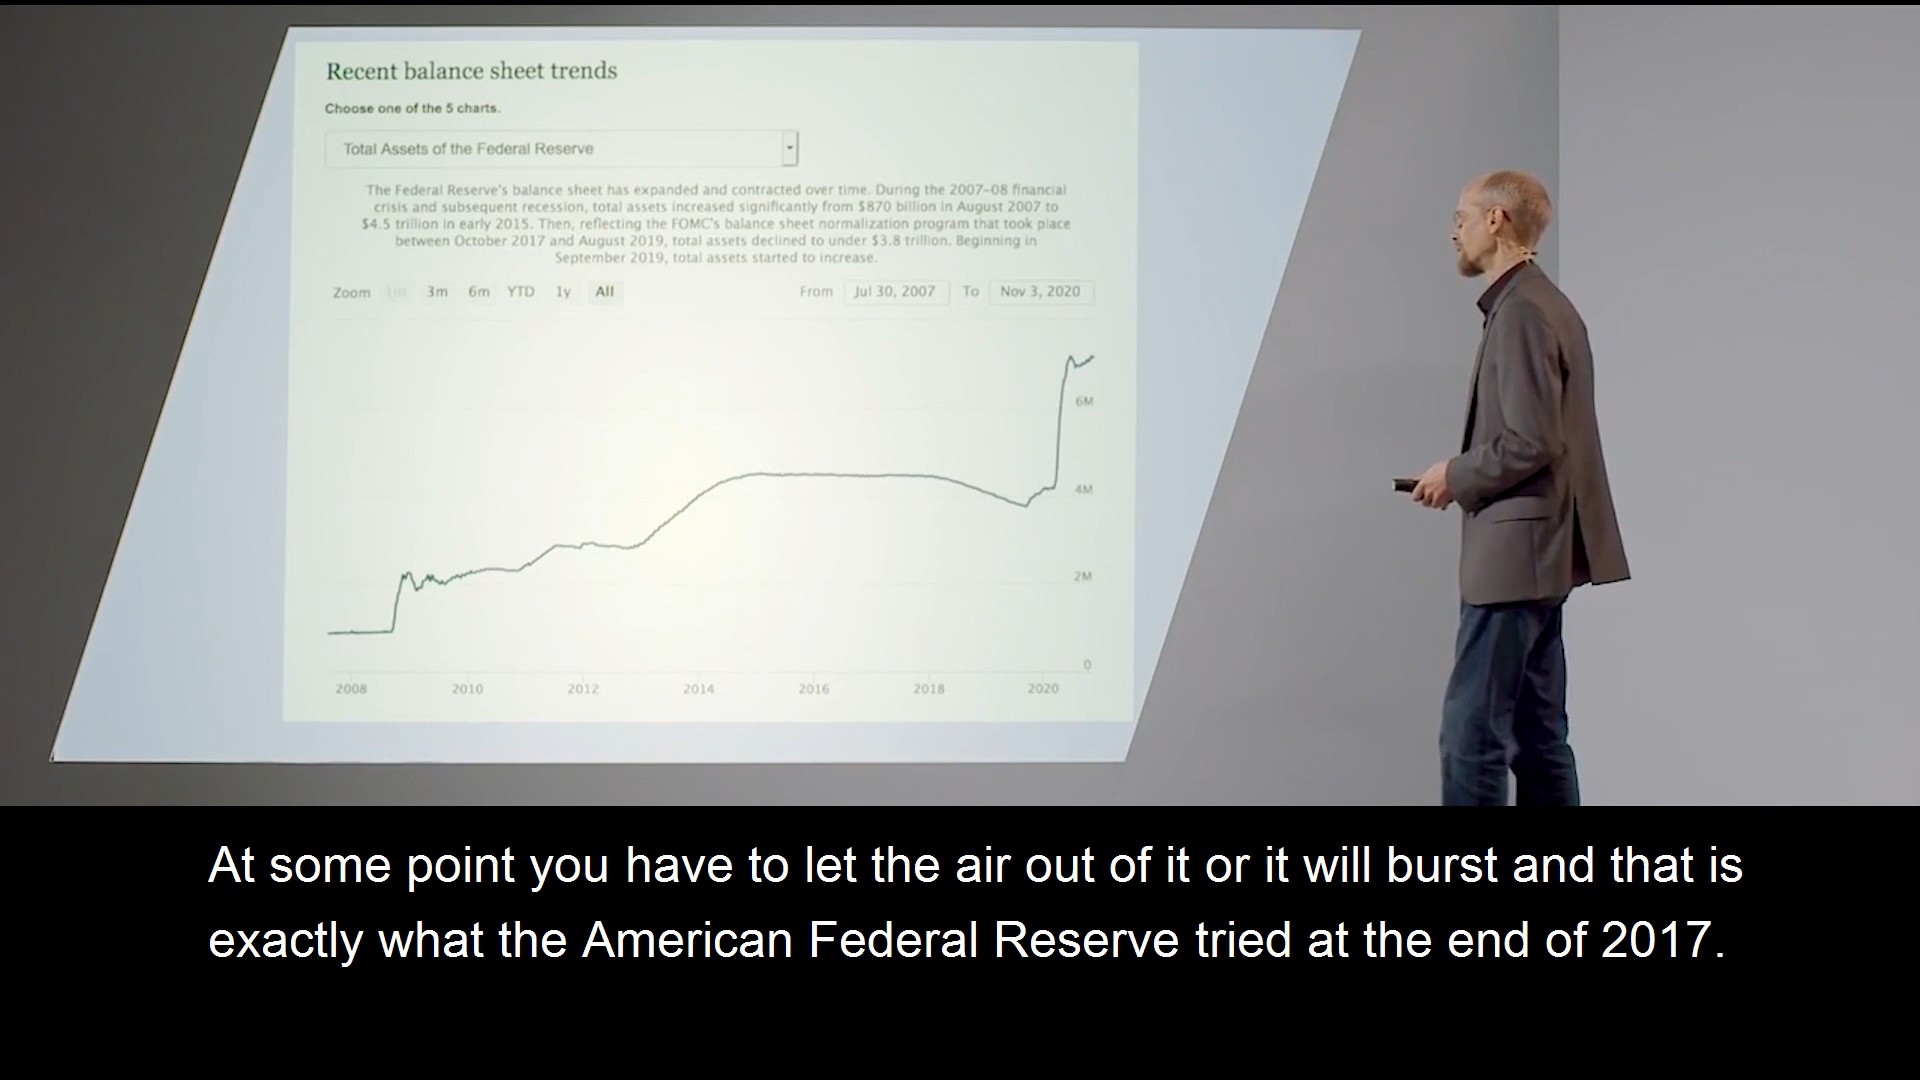 Recent balance sheet trends
Choose one of the 5 charts.
Total Assets of the Federal Reserve
The Federal Reserve's balance sheet has expanded and contracted over time. During the 2007–08 financial
crisis and subsequent recession, total assets increased significantly from $870 billion in August 2007 to
$4.5 trillion in early 2015. Then, reflecting the FOMC's balance sheet normalization program that took place
between October 2017 and August 2019, total assets declined to under $3.8 trillion. Beginning in
September 2019, total assets started to increase.
Zoom 1m 3m 6m YTD 1y All From Jul 30, 2007 To Nov 3, 2020
6M
4M
2M
0
2008 2010 2012 2014 2016 2018 2020
At some point you have to let the air out of it or it will burst and that is
exactly what the American Federal Reserve tried at the end of 2017.